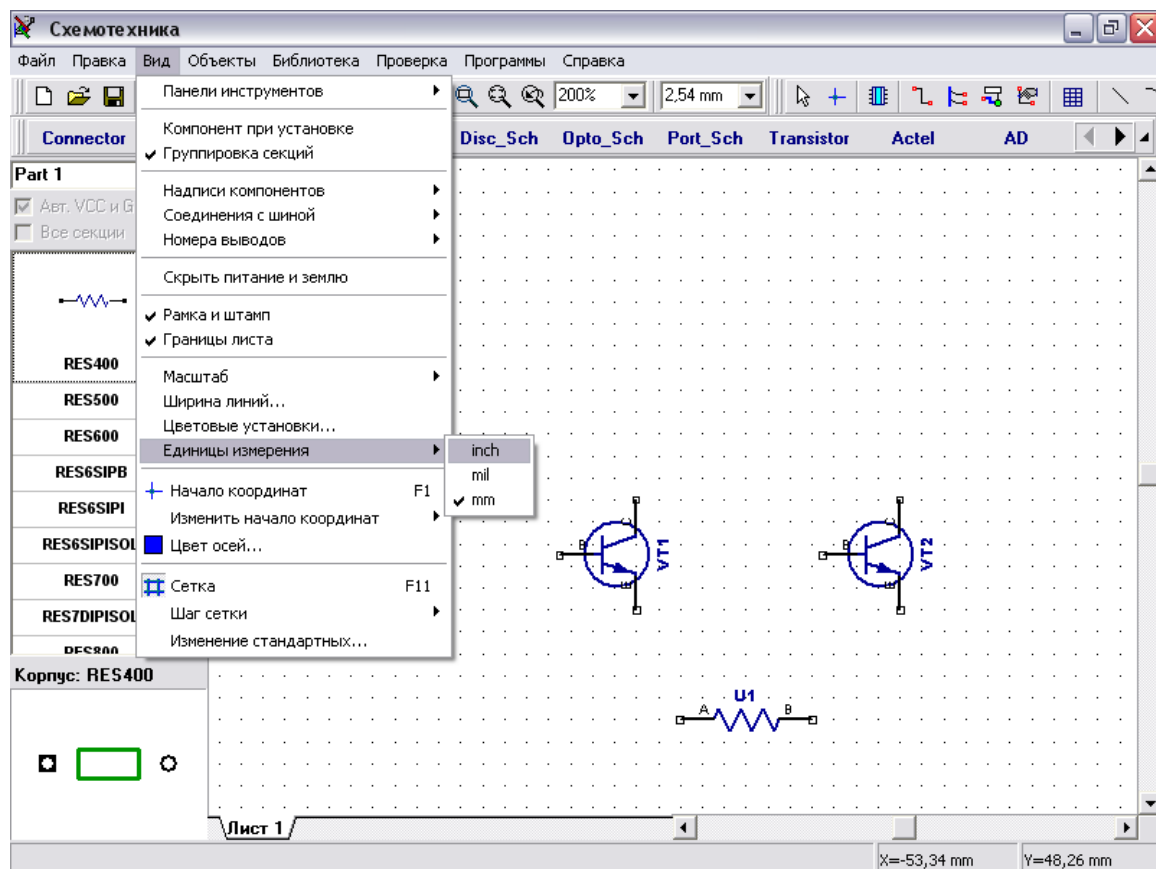 Схемотехника
Файл Правка Вид Объекты Библиотека Проверка Программы Справка
200% 2,54 mm
Connector Disc_Sch Opto_Sch Port_Sch Transistor Actel AD
Part 1
Авт. VCC и G
Все секции
RES400
RES500
RES600
RES6SIPB
RES6SIPI
RES6SIPISOL
RES700
RES7DIPISOL
RES800
Корпус: RES400
Панели инструментов
Компонент при установке
Группировка секций
Надписи компонентов
Соединения с шиной
Номера выводов
Скрыть питание и землю
Рамка и штамп
Границы листа
Масштаб
Ширина линий...
Цветовые установки...
Единицы измерения
Начало координат F1
Изменить начало координат
Цвет осей...
Сетка F11
Шаг сетки
Изменение стандартных...
inch
mil
mm
C
B
E
VT1
C
B
E
VT2
U1
A B
Лист 1
X=-53,34 mm Y=48,26 mm